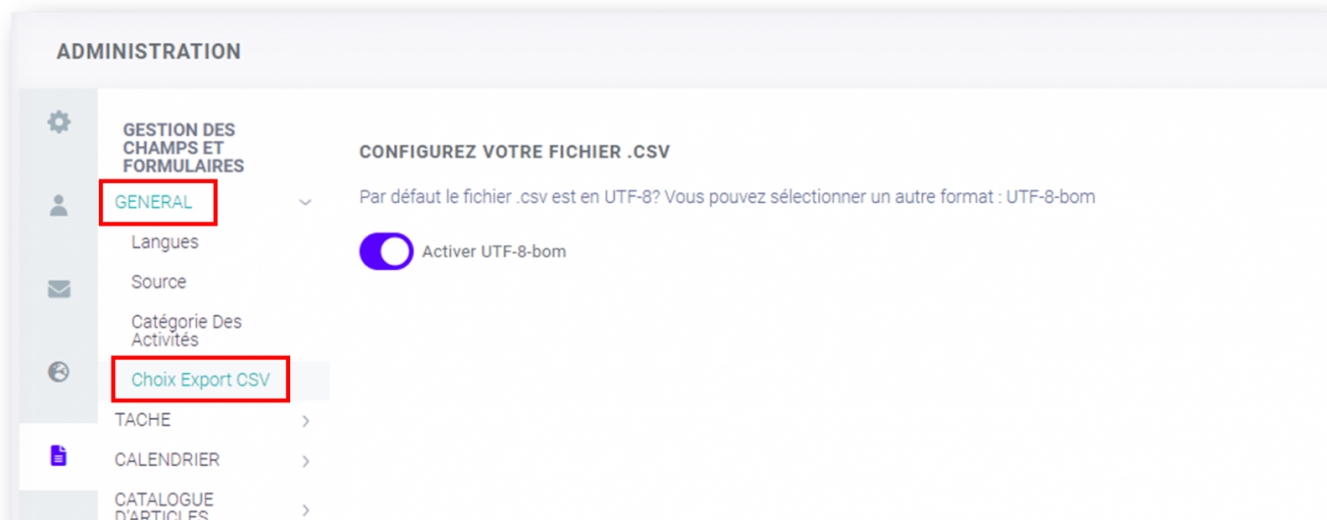 ADMINISTRATION
GESTION DES
CHAMPS ET
FORMULAIRES
GENERAL
Langues
Source
Catégorie Des
Activités
Choix Export CSV
TACHE
CALENDRIER
CATALOGUE
D'ARTICLES
CONFIGUREZ VOTRE FICHIER .CSV
Par défaut le fichier .csv est en UTF-8? Vous pouvez sélectionner un autre format : UTF-8-bom
Activer UTF-8-bom